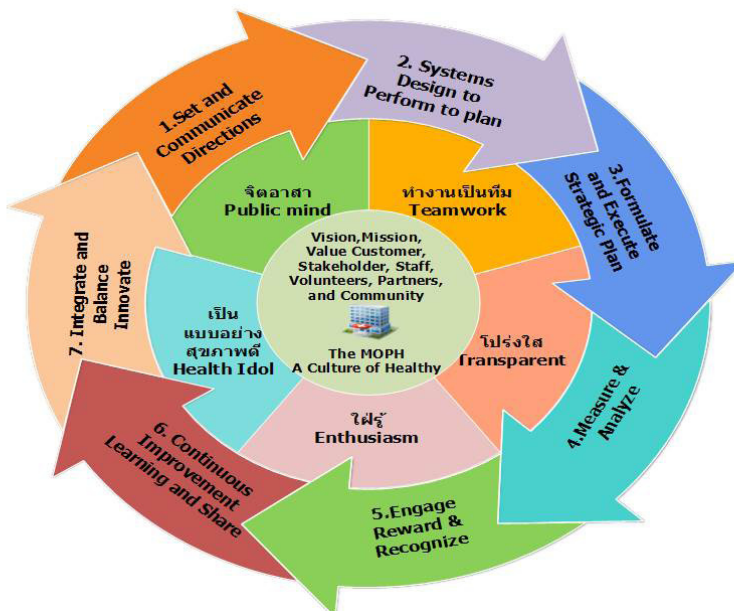 1.Set and
Communicate
Directions
2. Systems
Design to
Perform to plan
3.Formulate
and Execute
Strategic Plan
4.Measure &
Analyze
5.Engage
Reward &
Recognize
6. Continuous
Improvement
Learning and Share
7. Integrate and
Balance
Innovate
จิตอาสา
Public mind
ทำงานเป็นทีม
Teamwork
โปร่งใส
Transparent
ใฝ่รู้
Enthusiasm
เป็น
แบบอย่าง
สุขภาพดี
Health Idol
Vision,Mission,
Value Customer,
Stakeholder, Staff,
Volunteers, Partners,
and Community
The MOPH
A Culture of Healthy